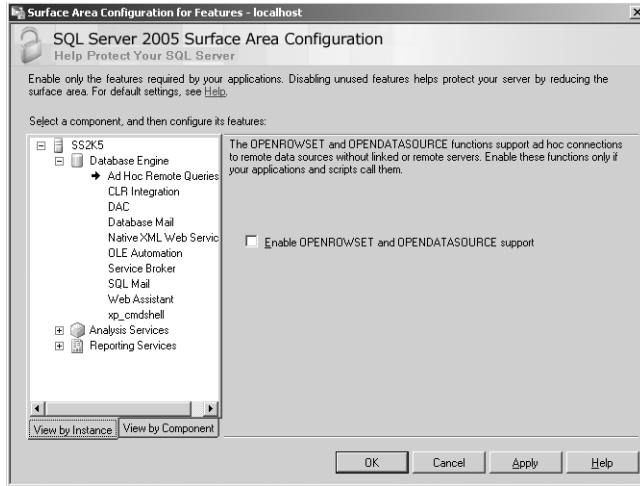 Surface Area Configuration for Features - localhost
SQL Server 2005 Surface Area Configuration
Help Protect Your SQL Server
Enable only the features required by your applications. Disabling unused features helps protect your server by reducing the
surface area. For default settings, see Help.
Select a component, and then configure its features:
SS2K5
Database Engine
Ad Hoc Remote Queries
CLR Integration
DAC
Database Mail
Native XML Web Servic
OLE Automation
Service Broker
SQL Mail
Web Assistant
xp_cmdshell
Analysis Services
Reporting Services
View by Instance
View by Component
The OPENROWSET and OPENDATASOURCE functions support ad hoc connections
to remote data sources without linked or remote servers. Enable these functions only if
your applications and scripts call them.
Enable OPENROWSET and OPENDATASOURCE support
OK
Cancel
Apply
Help